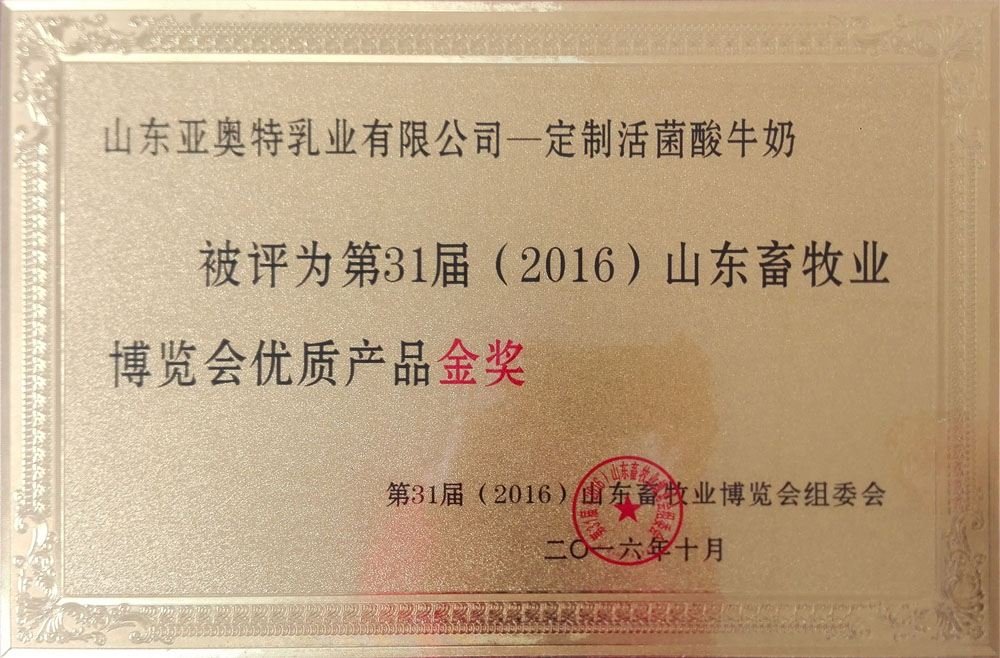 山东亚奥特乳业有限公司—定制活菌酸牛奶
被评为第31届（2016）山东畜牧业
博览会优质产品金奖
第31届（2016）山东畜牧业博览会组委会
二〇一六年十月